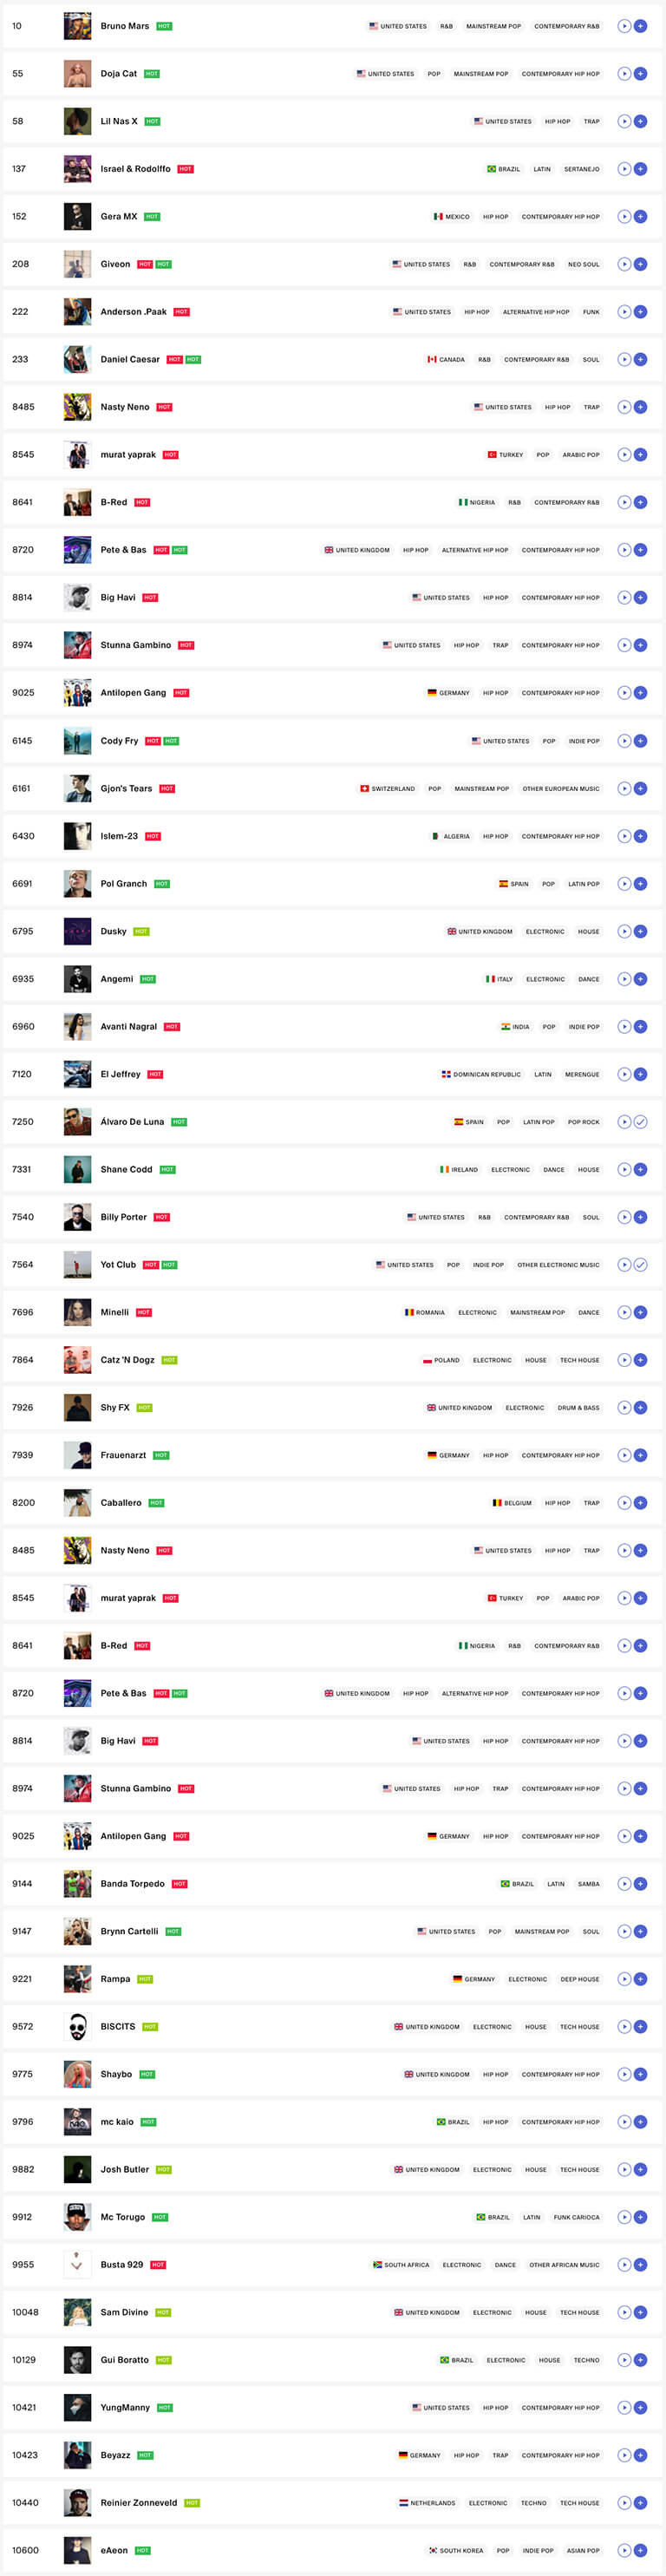 10 Bruno Mars HOT UNITED STATES R&B MAINSTREAM POP CONTEMPORARY R&B
55 Doja Cat HOT UNITED STATES POP MAINSTREAM POP CONTEMPORARY HIP HOP
58 Lil Nas X HOT UNITED STATES HIP HOP TRAP
137 Israel & Rodolffo HOT BRAZIL LATIN SERTANEJO
152 Gera MX HOT MEXICO HIP HOP CONTEMPORARY HIP HOP
208 Giveon HOT HOT UNITED STATES R&B CONTEMPORARY R&B NEO SOUL
222 Anderson .Paak HOT UNITED STATES HIP HOP ALTERNATIVE HIP HOP FUNK
233 Daniel Caesar HOT HOT CANADA R&B CONTEMPORARY R&B SOUL
8485 Nasty Neno HOT UNITED STATES HIP HOP TRAP
8545 murat yaprak HOT TURKEY POP ARABIC POP
8641 B-Red HOT NIGERIA R&B CONTEMPORARY R&B
8720 Pete & Bas HOT HOT UNITED KINGDOM HIP HOP ALTERNATIVE HIP HOP CONTEMPORARY HIP HOP
8814 Big Havi HOT UNITED STATES HIP HOP CONTEMPORARY HIP HOP
8974 Stunna Gambino HOT UNITED STATES HIP HOP TRAP CONTEMPORARY HIP HOP
9025 Antilopen Gang HOT GERMANY HIP HOP CONTEMPORARY HIP HOP
6145 Cody Fry HOT HOT UNITED STATES POP INDIE POP
6161 Gjon's Tears HOT SWITZERLAND POP MAINSTREAM POP OTHER EUROPEAN MUSIC
6430 Islem-23 HOT ALGERIA HIP HOP CONTEMPORARY HIP HOP
6691 Pol Granch HOT SPAIN POP LATIN POP
6795 Dusky HOT UNITED KINGDOM ELECTRONIC HOUSE
6935 Angemi HOT ITALY ELECTRONIC DANCE
6960 Avanti Nagral HOT INDIA POP INDIE POP
7120 El Jeffrey HOT DOMINICAN REPUBLIC LATIN MERENGUE
7250 Álvaro De Luna HOT SPAIN POP LATIN POP POP ROCK
7331 Shane Codd HOT IRELAND ELECTRONIC DANCE HOUSE
7540 Billy Porter HOT UNITED STATES R&B CONTEMPORARY R&B SOUL
7564 Yot Club HOT HOT UNITED STATES POP INDIE POP OTHER ELECTRONIC MUSIC
7696 Minelli HOT ROMANIA ELECTRONIC MAINSTREAM POP DANCE
7864 Catz 'N Dogz HOT POLAND ELECTRONIC HOUSE TECH HOUSE
7926 Shy FX HOT UNITED KINGDOM ELECTRONIC DRUM & BASS
7939 Frauenarzt HOT GERMANY HIP HOP CONTEMPORARY HIP HOP
8200 Caballero HOT BELGIUM HIP HOP TRAP
8485 Nasty Neno HOT UNITED STATES HIP HOP TRAP
8545 murat yaprak HOT TURKEY POP ARABIC POP
8641 B-Red HOT NIGERIA R&B CONTEMPORARY R&B
8720 Pete & Bas HOT HOT UNITED KINGDOM HIP HOP ALTERNATIVE HIP HOP CONTEMPORARY HIP HOP
8814 Big Havi HOT UNITED STATES HIP HOP CONTEMPORARY HIP HOP
8974 Stunna Gambino HOT UNITED STATES HIP HOP TRAP CONTEMPORARY HIP HOP
9025 Antilopen Gang HOT GERMANY HIP HOP CONTEMPORARY HIP HOP
9144 Banda Torpedo HOT BRAZIL LATIN SAMBA
9147 Brynn Cartelli HOT UNITED STATES POP MAINSTREAM POP SOUL
9221 Rampa HOT GERMANY ELECTRONIC DEEP HOUSE
9572 BISCITS HOT UNITED KINGDOM ELECTRONIC HOUSE TECH HOUSE
9775 Shaybo HOT UNITED KINGDOM HIP HOP CONTEMPORARY HIP HOP
9796 mc kaio HOT BRAZIL HIP HOP CONTEMPORARY HIP HOP
9882 Josh Butler HOT UNITED KINGDOM ELECTRONIC HOUSE TECH HOUSE
9912 Mc Torugo HOT BRAZIL LATIN FUNK CARIOCA
9955 Busta 929 HOT SOUTH AFRICA ELECTRONIC DANCE OTHER AFRICAN MUSIC
10048 Sam Divine HOT UNITED KINGDOM ELECTRONIC HOUSE TECH HOUSE
10129 Gui Boratto HOT BRAZIL ELECTRONIC HOUSE TECHNO
10421 YungManny HOT UNITED STATES HIP HOP CONTEMPORARY HIP HOP
10423 Beyazz HOT GERMANY HIP HOP TRAP CONTEMPORARY HIP HOP
10440 Reinier Zonneveld HOT NETHERLANDS ELECTRONIC TECHNO TECH HOUSE
10600 eAeon HOT SOUTH KOREA POP INDIE POP ASIAN POP